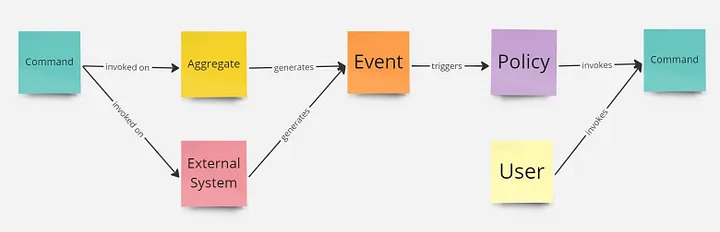 Command
invoked on
Aggregate
generates
Event
triggers
Policy
invokes
Command
invoked on
External
System
generates
User
invokes